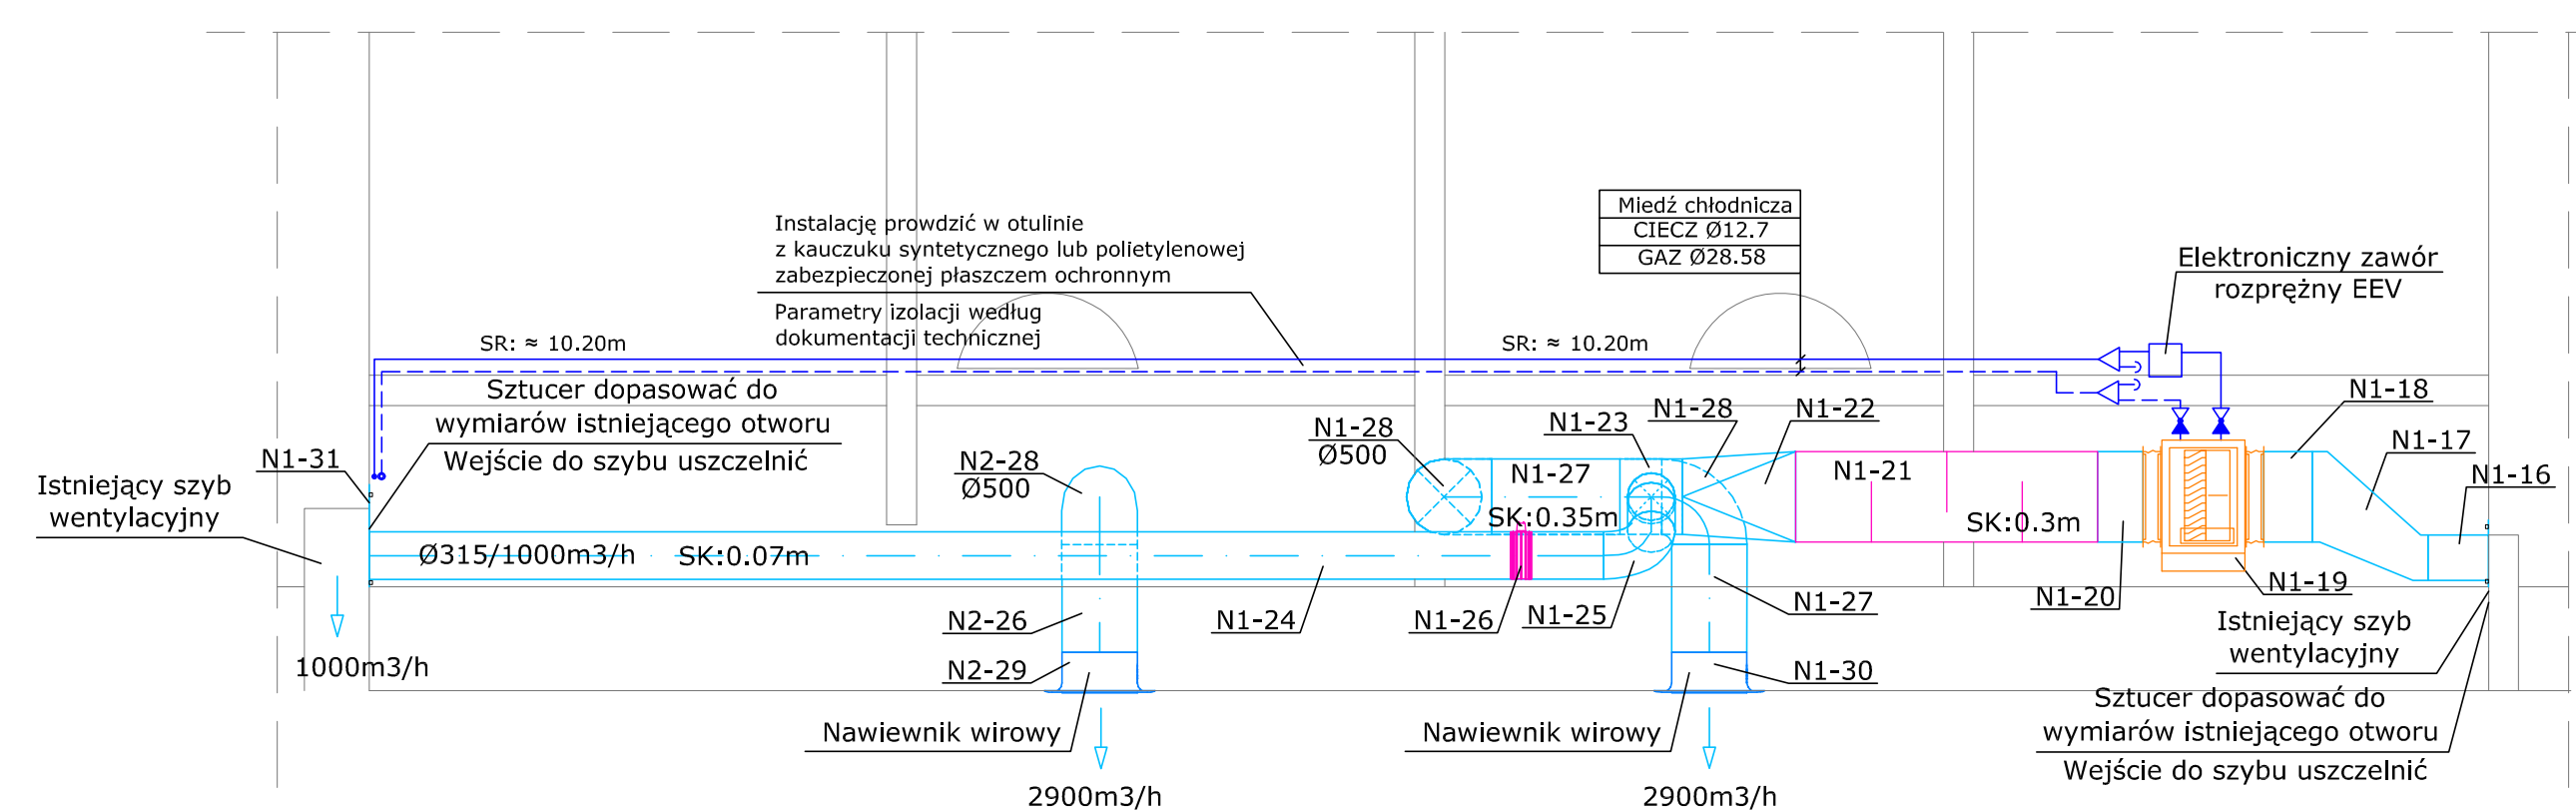 Instalację prowdzić w otulinie
z kauczuku syntetycznego lub polietylenowej
zabezpieczonej płaszczem ochronnym
Parametry izolacji według
dokumentacji technicznej
Miedź chłodnicza
CIECZ Ø12.7
GAZ Ø28.58
Elektroniczny zawór
rozprężny EEV
SR: ≈ 10.20m
SR: ≈ 10.20m
Sztucer dopasować do
wymiarów istniejącego otworu
Wejście do szybu uszczelnić
N1-31
Istniejący szyb
wentylacyjny
N2-28
Ø500
N1-28
Ø500
N1-23
N1-28
N1-22
N1-18
N1-17
N1-16
N1-27
SK:0.35m
N1-21
SK:0.3m
Ø315/1000m3/h
SK:0.07m
N2-26
N1-24
N1-26
N1-25
N1-27
N1-20
N1-19
Istniejący szyb
wentylacyjny
1000m3/h
N2-29
N1-30
Nawiewnik wirowy
Nawiewnik wirowy
Sztucer dopasować do
wymiarów istniejącego otworu
Wejście do szybu uszczelnić
2900m3/h
2900m3/h